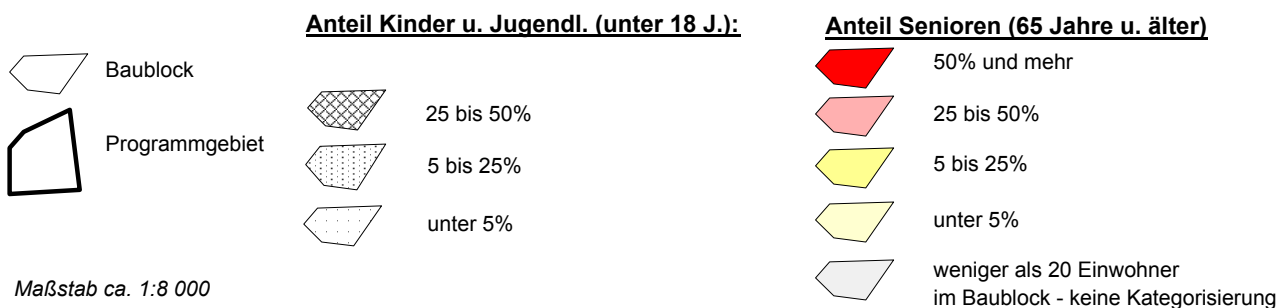 Baublock
Programmgebiet
Maßstab ca. 1:8 000
Anteil Kinder u. Jugendl. (unter 18 J.):
25 bis 50%
5 bis 25%
unter 5%
Anteil Senioren (65 Jahre u. älter)
50% und mehr
25 bis 50%
5 bis 25%
unter 5%
weniger als 20 Einwohner
im Baublock - keine Kategorisierung